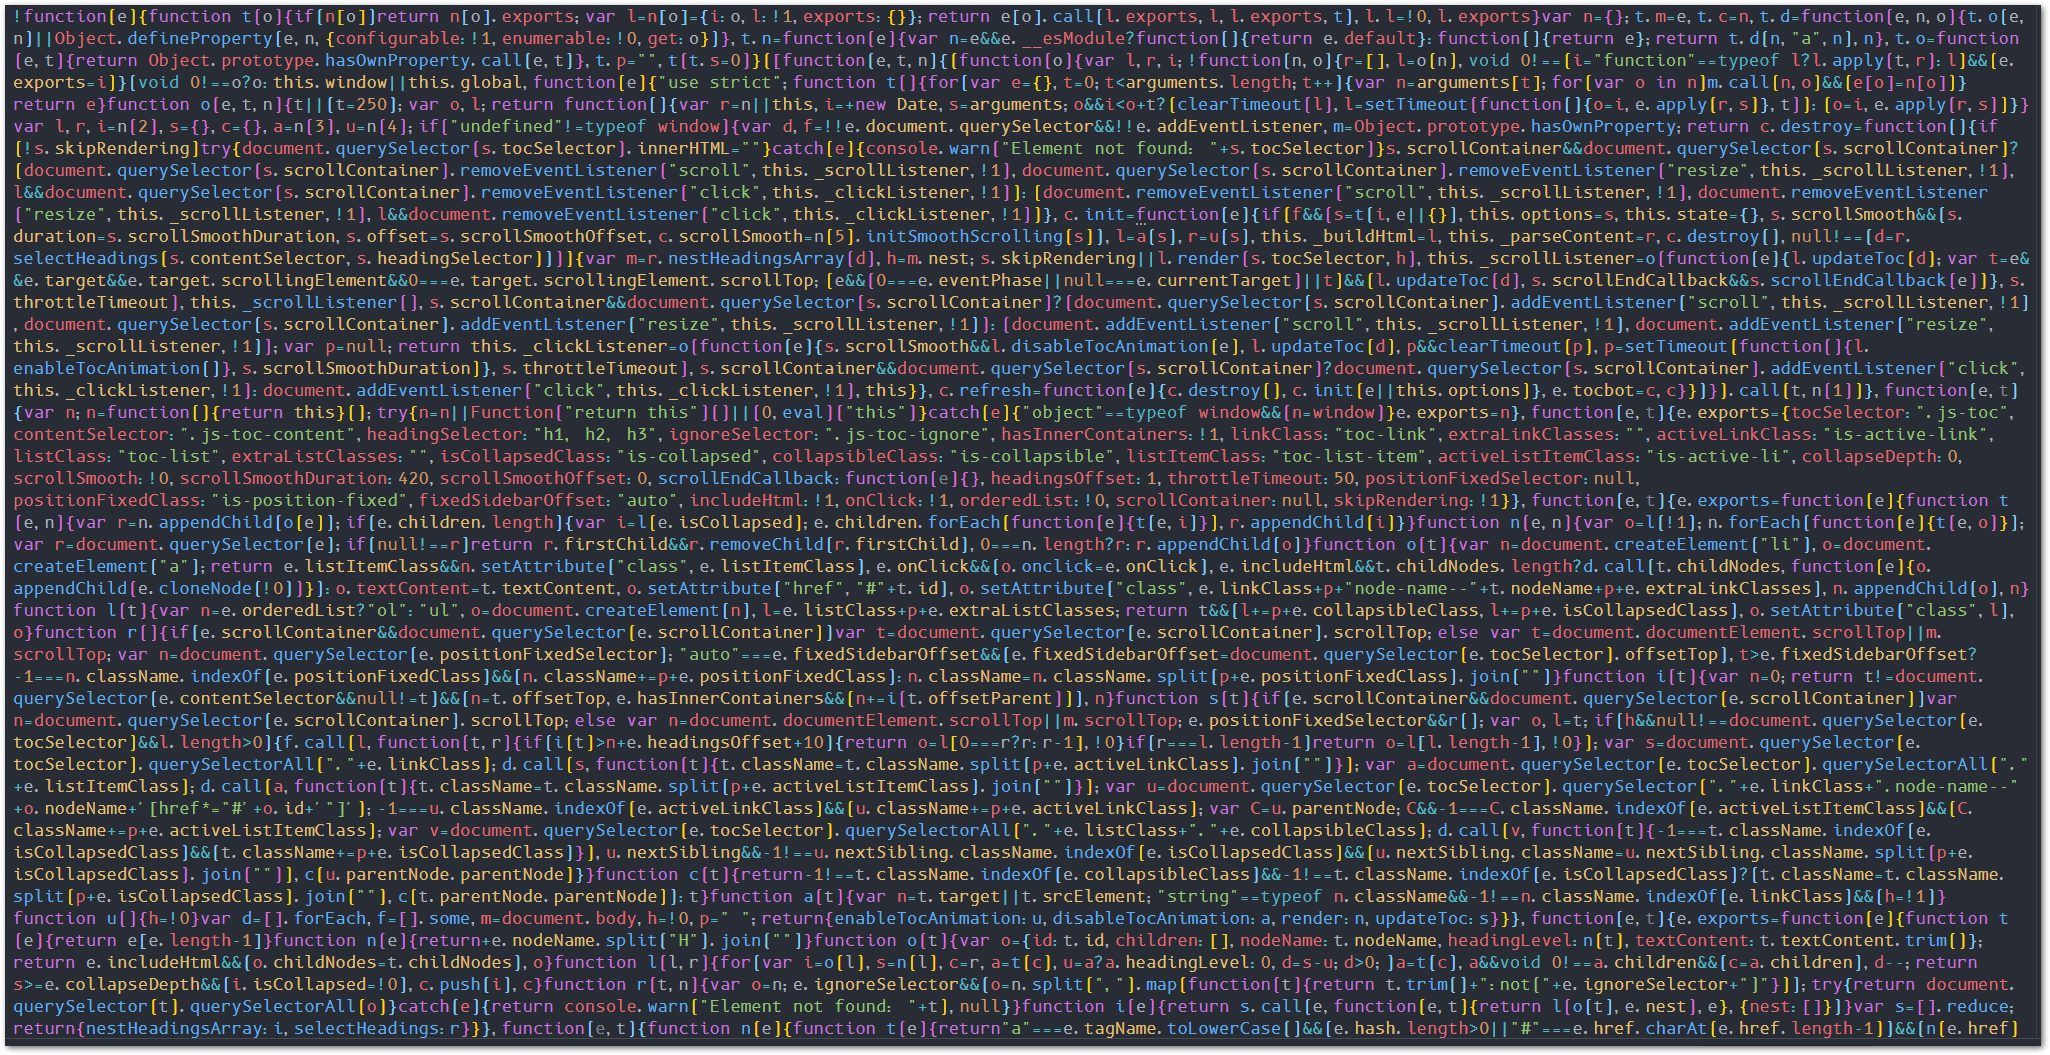 !function(e){function t(o){if(n[o])return n[o].exports;var l=n[o]={i:o,l:!1,exports:{}};return e[o].call(l.exports,l,l.exports,t),l.l=!0,l.exports}var n={};t.m=e,t.c=n,t.d=function(e,n,o){t.o(e,
n)||Object.defineProperty(e,n,{configurable:!1,enumerable:!0,get:o})},t.n=function(e){var n=e&&e.__esModule?function(){return e.default}:function(){return e};return t.d(n,"a",n),n},t.o=function
(e,t){return Object.prototype.hasOwnProperty.call(e,t)},t.p="",t(t.s=0)}([function(e,t,n){(function(o){var l,r,i;!function(n,o){r=[],l=o(n),void 0!==(i="function"==typeof l?l.apply(t,r):l)&&(e.
exports=i)}(void 0!==o?o:this.window||this.global,function(e){"use strict";function t(){for(var e={},t=0;t<arguments.length;t++){var n=arguments[t];for(var o in n)m.call(n,o)&&(e[o]=n[o])}
return e}function o(e,t,n){t||(t=250);var o,l;return function(){var r=n||this,i=+new Date,s=arguments;o&&i<o+t?(clearTimeout(l),l=setTimeout(function(){o=i,e.apply(r,s)},t)):(o=i,e.apply(r,s))}}
var l,r,i=n(2),s={},c={},a=n(3),u=n(4);if("undefined"!=typeof window){var d,f=!!e.document.querySelector&&!!e.addEventListener,m=Object.prototype.hasOwnProperty;return c.destroy=function(){if
(!s.skipRendering)try{document.querySelector(s.tocSelector).innerHTML=""}catch(e){console.warn("Element not found: "+s.tocSelector)}s.scrollContainer&&document.querySelector(s.scrollContainer)?
(document.querySelector(s.scrollContainer).removeEventListener("scroll",this._scrollListener,!1),document.querySelector(s.scrollContainer).removeEventListener("resize",this._scrollListener,!1),
l&&document.querySelector(s.scrollContainer).removeEventListener("click",this._clickListener,!1)):(document.removeEventListener("scroll",this._scrollListener,!1),document.removeEventListener
("resize",this._scrollListener,!1),l&&document.removeEventListener("click",this._clickListener,!1))},c.init=function(e){if(f&&(s=t(i,e||{}),this.options=s,this.state={},s.scrollSmooth&&(s.
duration=s.scrollSmoothDuration,s.offset=s.scrollSmoothOffset,c.scrollSmooth=n(5).initSmoothScrolling(s)),l=a(s),r=u(s),this._buildHtml=l,this._parseContent=r,c.destroy(),null!==(d=r.
selectHeadings(s.contentSelector,s.headingSelector)))){var m=r.nestHeadingsArray(d),h=m.nest;s.skipRendering||l.render(s.tocSelector,h),this._scrollListener=o(function(e){l.updateToc(d);var t=e&
&e.target&&e.target.scrollingElement&&0===e.target.scrollingElement.scrollTop;(e&&(0===e.eventPhase||null===e.currentTarget)||t)&&(l.updateToc(d),s.scrollEndCallback&&s.scrollEndCallback(e))},s.
throttleTimeout),this._scrollListener(),s.scrollContainer&&document.querySelector(s.scrollContainer)?(document.querySelector(s.scrollContainer).addEventListener("scroll",this._scrollListener,!1)
,document.querySelector(s.scrollContainer).addEventListener("resize",this._scrollListener,!1)):(document.addEventListener("scroll",this._scrollListener,!1),document.addEventListener("resize",
this._scrollListener,!1));var p=null;return this._clickListener=o(function(e){s.scrollSmooth&&l.disableTocAnimation(e),l.updateToc(d),p&&clearTimeout(p),p=setTimeout(function(){l.
enableTocAnimation()},s.scrollSmoothDuration)},s.throttleTimeout),s.scrollContainer&&document.querySelector(s.scrollContainer)?document.querySelector(s.scrollContainer).addEventListener("click",
this._clickListener,!1):document.addEventListener("click",this._clickListener,!1),this}},c.refresh=function(e){c.destroy(),c.init(e||this.options)},e.tocbot=c,c}})}).call(t,n(1))},function(e,t)
{var n;n=function(){return this}();try{n=n||Function("return this")()||(0,eval)("this")}catch(e){"object"==typeof window&&(n=window)}e.exports=n},function(e,t){e.exports={tocSelector:".js-toc",
contentSelector:".js-toc-content",headingSelector:"h1, h2, h3",ignoreSelector:".js-toc-ignore",hasInnerContainers:!1,linkClass:"toc-link",extraLinkClasses:"",activeLinkClass:"is-active-link",
listClass:"toc-list",extraListClasses:"",isCollapsedClass:"is-collapsed",collapsibleClass:"is-collapsible",listItemClass:"toc-list-item",activeListItemClass:"is-active-li",collapseDepth:0,
scrollSmooth:!0,scrollSmoothDuration:420,scrollSmoothOffset:0,scrollEndCallback:function(e){},headingsOffset:1,throttleTimeout:50,positionFixedSelector:null,
positionFixedClass:"is-position-fixed",fixedSidebarOffset:"auto",includeHtml:!1,onClick:!1,orderedList:!0,scrollContainer:null,skipRendering:!1}},function(e,t){e.exports=function(e){function t
(e,n){var r=n.appendChild(o(e));if(e.children.length){var i=l(e.isCollapsed);e.children.forEach(function(e){t(e,i)}),r.appendChild(i)}}function n(e,n){var o=l(!1);n.forEach(function(e){t(e,o)});
var r=document.querySelector(e);if(null!==r)return r.firstChild&&r.removeChild(r.firstChild),0===n.length?r:r.appendChild(o)}function o(t){var n=document.createElement("li"),o=document.
createElement("a");return e.listItemClass&&n.setAttribute("class",e.listItemClass),e.onClick&&(o.onclick=e.onClick),e.includeHtml&&t.childNodes.length?d.call(t.childNodes,function(e){o.
appendChild(e.cloneNode(!0))}):o.textContent=t.textContent,o.setAttribute("href","#"+t.id),o.setAttribute("class",e.linkClass+p+"node-name--"+t.nodeName+p+e.extraLinkClasses),n.appendChild(o),n}
function l(t){var n=e.orderedList?"ol":"ul",o=document.createElement(n),l=e.listClass+p+e.extraListClasses;return t&&(l+=p+e.collapsibleClass,l+=p+e.isCollapsedClass),o.setAttribute("class",l),
o}function r(){if(e.scrollContainer&&document.querySelector(e.scrollContainer))var t=document.querySelector(e.scrollContainer).scrollTop;else var t=document.documentElement.scrollTop||m.
scrollTop;var n=document.querySelector(e.positionFixedSelector);"auto"===e.fixedSidebarOffset&&(e.fixedSidebarOffset=document.querySelector(e.tocSelector).offsetTop),t>e.fixedSidebarOffset?
-1===n.className.indexOf(e.positionFixedClass)&&(n.className+=p+e.positionFixedClass):n.className=n.className.split(p+e.positionFixedClass).join("")}function i(t){var n=0;return t!=document.
querySelector(e.contentSelector&&null!=t)&&(n=t.offsetTop,e.hasInnerContainers&&(n+=i(t.offsetParent))),n}function s(t){if(e.scrollContainer&&document.querySelector(e.scrollContainer))var
n=document.querySelector(e.scrollContainer).scrollTop;else var n=document.documentElement.scrollTop||m.scrollTop;e.positionFixedSelector&&r();var o,l=t;if(h&&null!==document.querySelector(e.
tocSelector)&&l.length>0){f.call(l,function(t,r){if(i(t)>n+e.headingsOffset+10){return o=l[0===r?r:r-1],!0}if(r===l.length-1)return o=l[l.length-1],!0});var s=document.querySelector(e.
tocSelector).querySelectorAll("."+e.linkClass);d.call(s,function(t){t.className=t.className.split(p+e.activeLinkClass).join("")});var a=document.querySelector(e.tocSelector).querySelectorAll("."
+e.listItemClass);d.call(a,function(t){t.className=t.className.split(p+e.activeListItemClass).join("")});var u=document.querySelector(e.tocSelector).querySelector("."+e.linkClass+".node-name--"
+o.nodeName+'[href*="#'+o.id+'"]');-1===u.className.indexOf(e.activeLinkClass)&&(u.className+=p+e.activeLinkClass);var C=u.parentNode;C&&-1===C.className.indexOf(e.activeListItemClass)&&(C.
className+=p+e.activeListItemClass);var v=document.querySelector(e.tocSelector).querySelectorAll("."+e.listClass+"."+e.collapsibleClass);d.call(v,function(t){-1===t.className.indexOf(e.
isCollapsedClass)&&(t.className+=p+e.isCollapsedClass)}),u.nextSibling&&-1!==u.nextSibling.className.indexOf(e.isCollapsedClass)&&(u.nextSibling.className=u.nextSibling.className.split(p+e.
isCollapsedClass).join("")),c(u.parentNode.parentNode)}}function c(t){return-1!==t.className.indexOf(e.collapsibleClass)&&-1!==t.className.indexOf(e.isCollapsedClass)?(t.className=t.className.
split(p+e.isCollapsedClass).join(""),c(t.parentNode.parentNode)):t}function a(t){var n=t.target||t.srcElement;"string"==typeof n.className&&-1!==n.className.indexOf(e.linkClass)&&(h=!1)}
function u(){h=!0}var d=[].forEach,f=[].some,m=document.body,h=!0,p=" ";return{enableTocAnimation:u,disableTocAnimation:a,render:n,updateToc:s}}},function(e,t){e.exports=function(e){function t
(e){return e[e.length-1]}function n(e){return+e.nodeName.split("H").join("")}function o(t){var o={id:t.id,children:[],nodeName:t.nodeName,headingLevel:n(t),textContent:t.textContent.trim()};
return e.includeHtml&&(o.childNodes=t.childNodes),o}function l(l,r){for(var i=o(l),s=n(l),c=r,a=t(c),u=a?a.headingLevel:0,d=s-u;d>0;)a=t(c),a&&void 0!==a.children&&(c=a.children),d--;return
s>=e.collapseDepth&&(i.isCollapsed=!0),c.push(i),c}function r(t,n){var o=n;e.ignoreSelector&&(o=n.split(",").map(function(t){return t.trim()+":not("+e.ignoreSelector+")"}));try{return document.
querySelector(t).querySelectorAll(o)}catch(e){return console.warn("Element not found: "+t),null}}function i(e){return s.call(e,function(e,t){return l(o(t),e.nest),e},{nest:[]})}var s=[].reduce;
return{nestHeadingsArray:i,selectHeadings:r}}},function(e,t){function n(e){function t(e){return"a"===e.tagName.toLowerCase()&&(e.hash.length>0||"#"===e.href.charAt(e.href.length-1))&&(n(e.href)